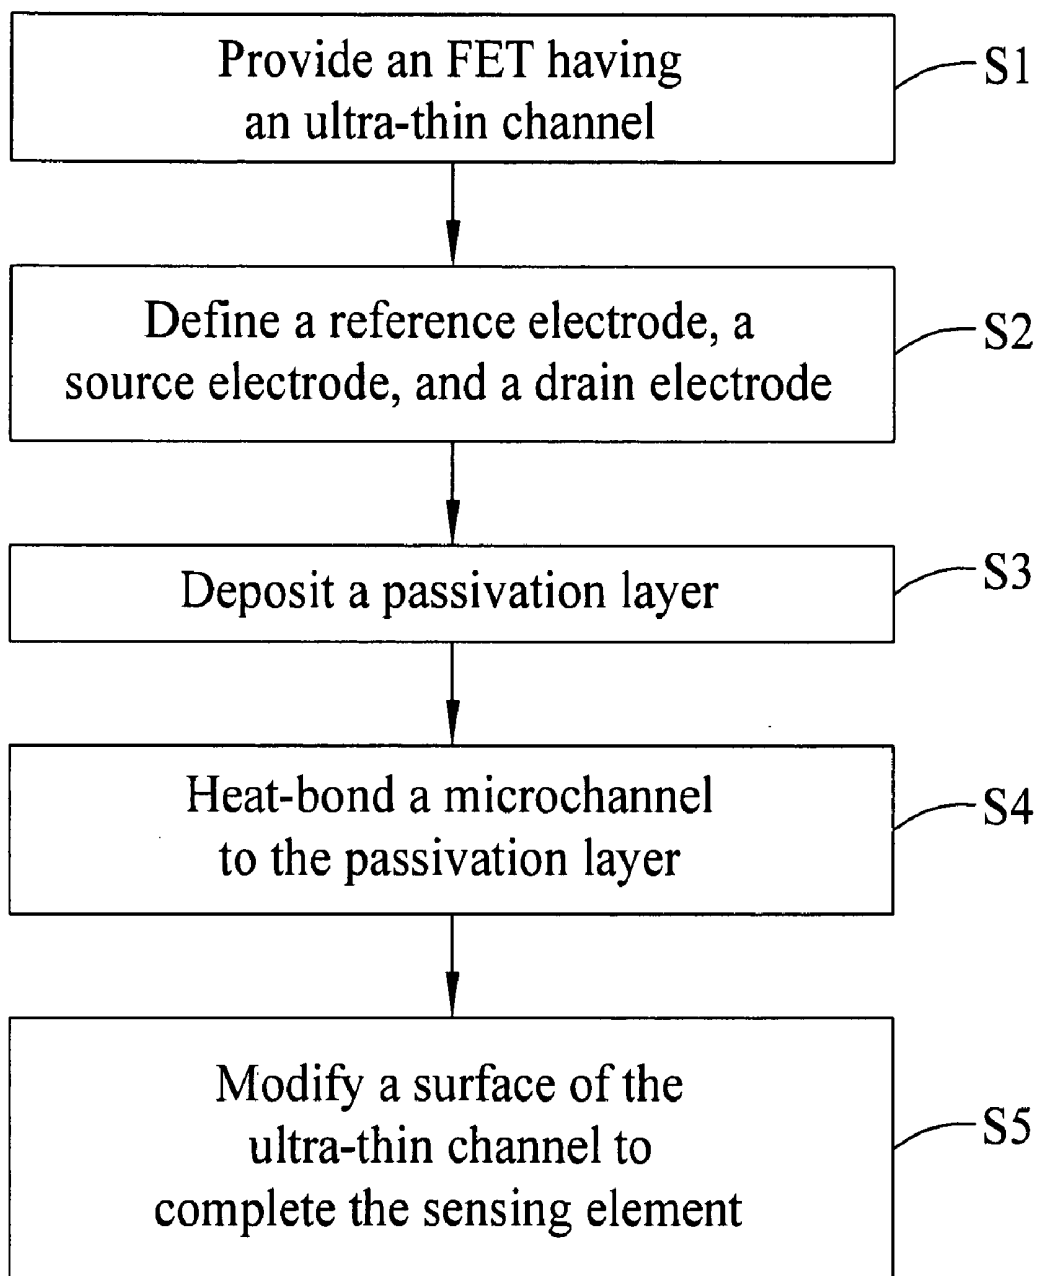 Provide an FET having
an ultra-thin channel
S1
Define a reference electrode, a
source electrode, and a drain electrode
S2
Deposit a passivation layer
S3
Heat-bond a microchannel
to the passivation layer
S4
Modify a surface of the
ultra-thin channel to
complete the sensing element
S5